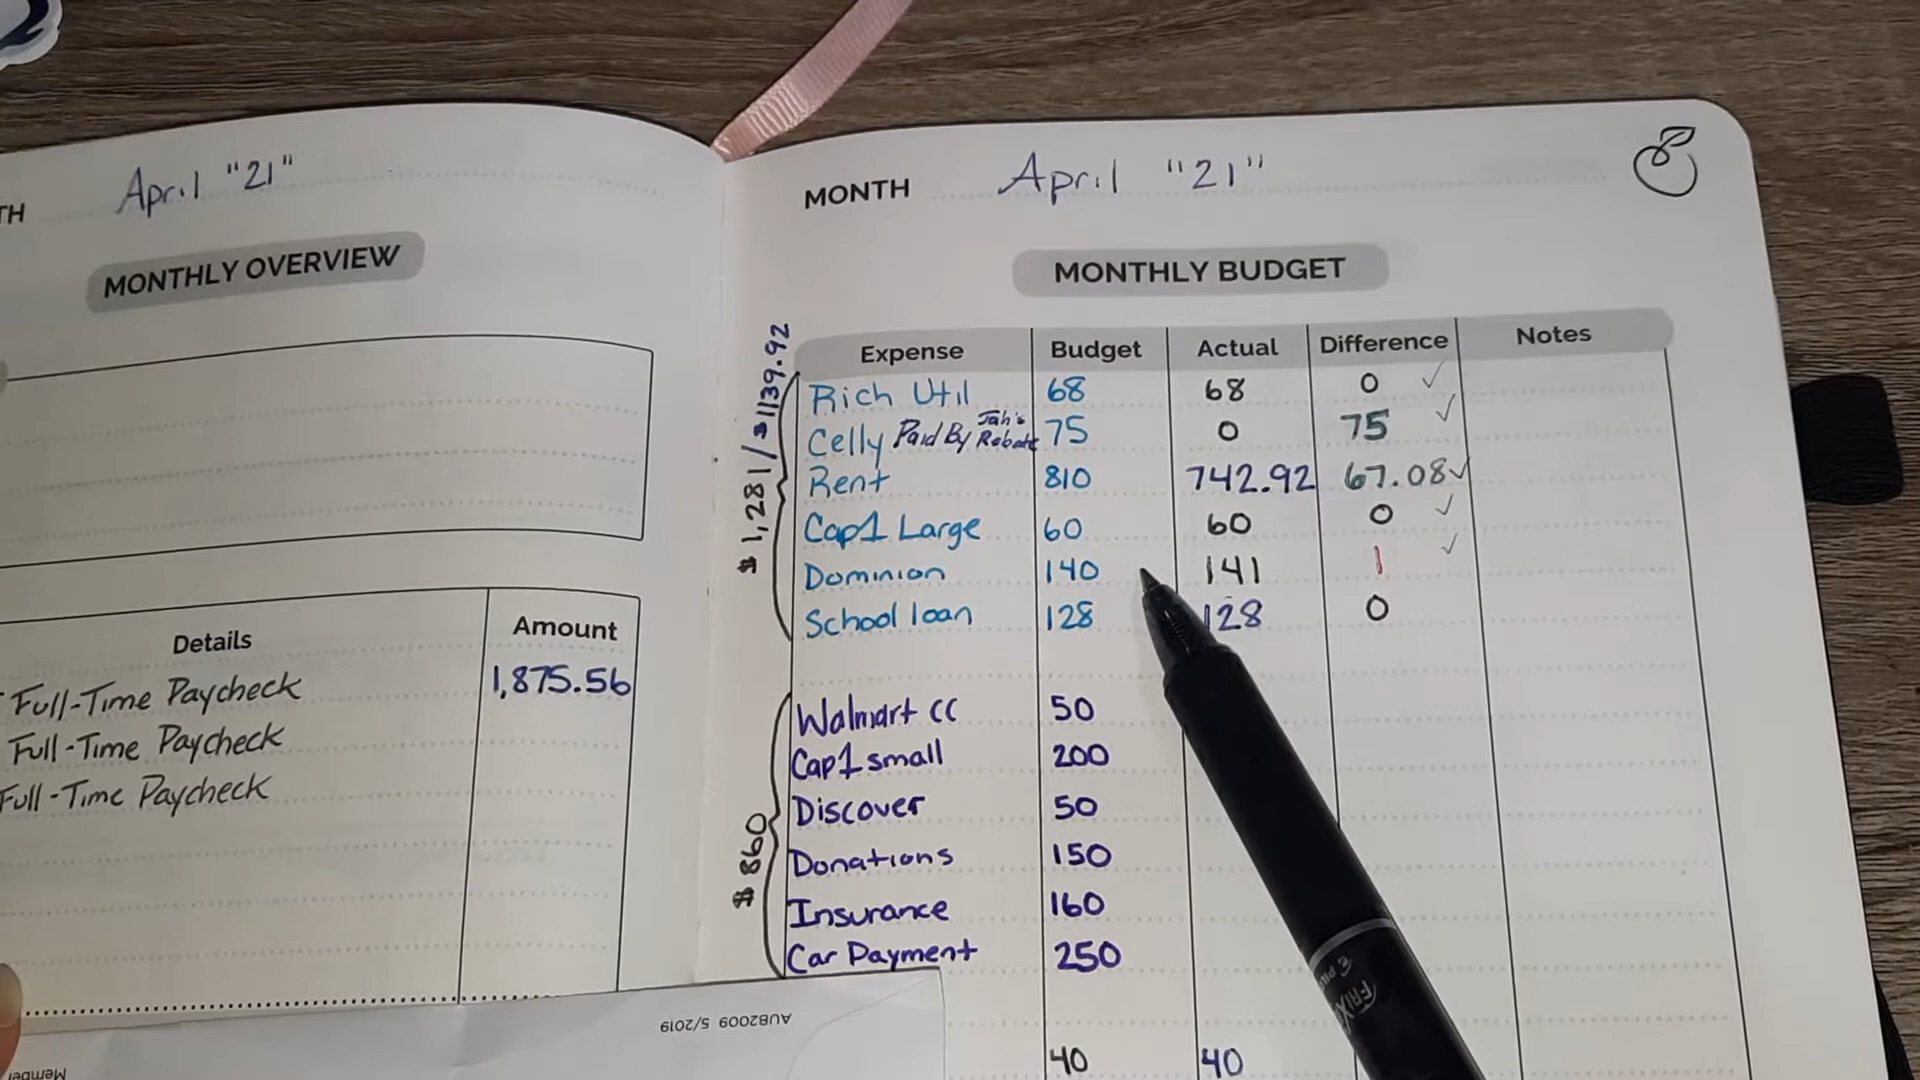 TH April "21"
MONTHLY OVERVIEW
Details Amount
Full-Time Paycheck 1,875.56
Full-Time Paycheck
Full-Time Paycheck
MONTH April "21"
MONTHLY BUDGET
Expense Budget Actual Difference Notes
$1,281/$1139.92
Rich Util 68 68 0 ✓
Celly Paid By Jah's Rebate 75 0 75 ✓
Rent 810 742.92 67.08 ✓
Cap1 Large 60 60 0 ✓
Dominion 140 141 1 ✓
School loan 128 128 0
$860
Walmart CC 50
Cap1 small 200
Discover 50
Donations 150
Insurance 160
Car Payment 250
40 40
AUB2009 5/2019
Member
FRIX